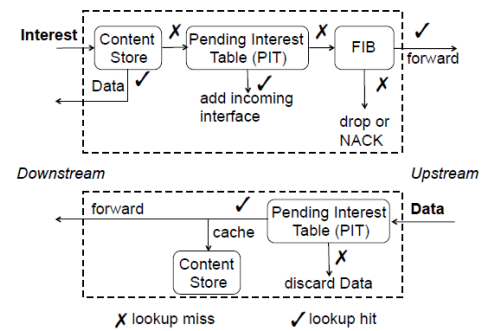 Interest
Content
Store
✗
Pending Interest
Table (PIT)
✗
FIB
✓
forward
Data
✓
✓
add incoming
interface
✗
drop or
NACK
Downstream
Upstream
forward
✓
cache
Pending Interest
Table (PIT)
Data
Content
Store
✗
discard Data
✗ lookup miss
✓ lookup hit